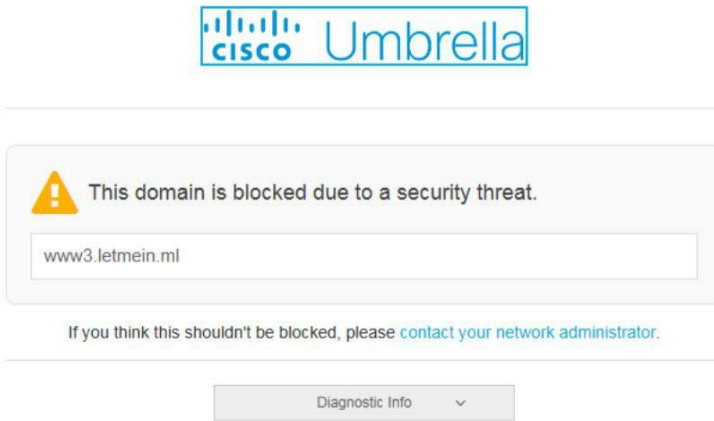 CISCO Umbrella
This domain is blocked due to a security threat.
www3.letmein.ml
If you think this shouldn't be blocked, please contact your network administrator.
Diagnostic Info